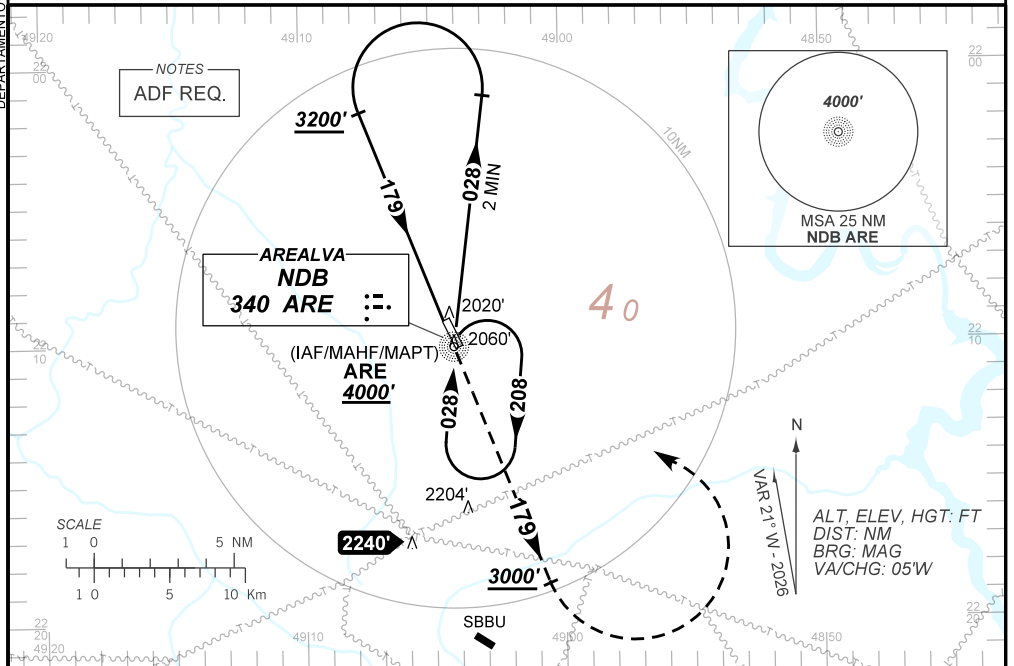 DEPARTAMENTO
49 20
49 10
49 00
48 50
22 00
22 00
NOTES
ADF REQ.
4000'
MSA 25 NM
NDB ARE
10NM
3200'
179
028
2 MIN
AREALVA
NDB
340 ARE
2020'
2060'
4 0
(IAF/MAHF/MAPT)
ARE
4000'
22 10
22 10
028
208
2204'
179
2240'
3000'
SBBU
SCALE
1 0 5 NM
1 0 5 10 Km
N
VAR 21° W - 2026
ALT, ELEV, HGT: FT
DIST: NM
BRG: MAG
VA/CHG: 05'W
22 20
22 20
49 20
49 10
49 00
48 50